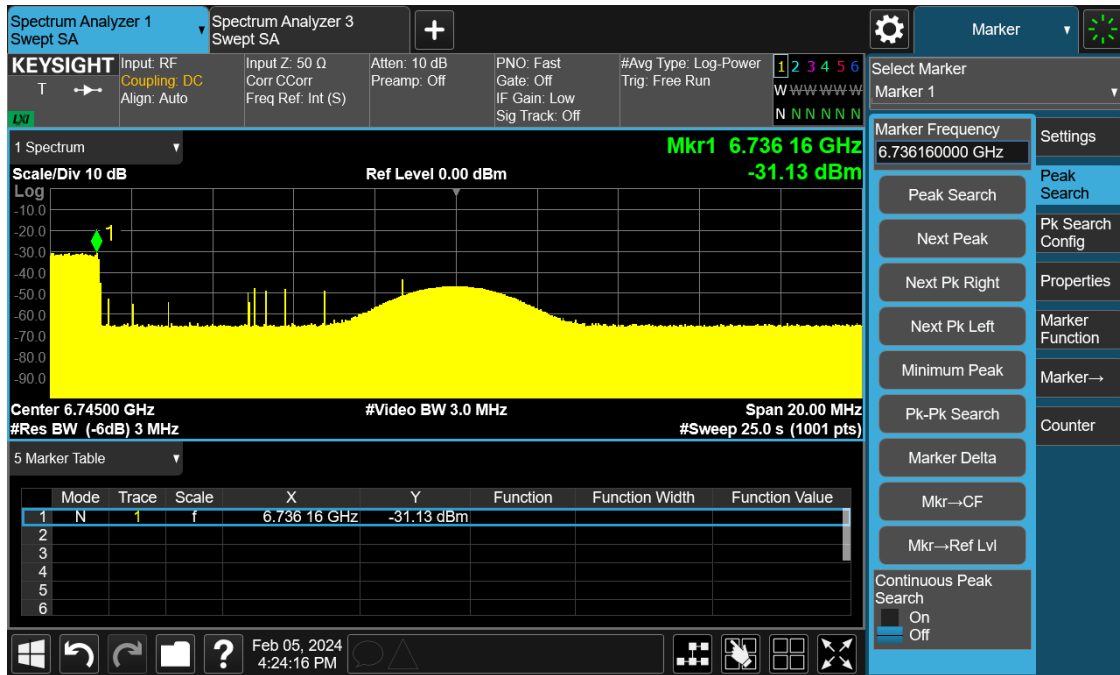 Spectrum Analyzer 1
Swept SA
Spectrum Analyzer 3
Swept SA
Marker
KEYSIGHT
T
LXI
Input: RF
Coupling: DC
Align: Auto
Input Z: 50 Ω
Corr CCorr
Freq Ref: Int (S)
Atten: 10 dB
Preamp: Off
PNO: Fast
Gate: Off
IF Gain: Low
Sig Track: Off
#Avg Type: Log-Power
Trig: Free Run
1 2 3 4 5 6
W W W W W W
N N N N N N
Select Marker
Marker 1
1 Spectrum
Mkr1 6.736 16 GHz
-31.13 dBm
Scale/Div 10 dB
Ref Level 0.00 dBm
Log
-10.0
-20.0
-30.0
-40.0
-50.0
-60.0
-70.0
-80.0
-90.0
1
Center 6.74500 GHz
#Video BW 3.0 MHz
Span 20.00 MHz
#Res BW (-6dB) 3 MHz
#Sweep 25.0 s (1001 pts)
5 Marker Table
Mode Trace Scale X Y Function Function Width Function Value
1 N 1 f 6.736 16 GHz -31.13 dBm
2
3
4
5
6
Marker Frequency
6.736160000 GHz
Peak Search
Next Peak
Next Pk Right
Next Pk Left
Minimum Peak
Pk-Pk Search
Marker Delta
Mkr→CF
Mkr→Ref Lvl
Continuous Peak
Search
On
Off
Settings
Peak
Search
Pk Search
Config
Properties
Marker
Function
Marker→
Counter
?
Feb 05, 2024
4:24:16 PM